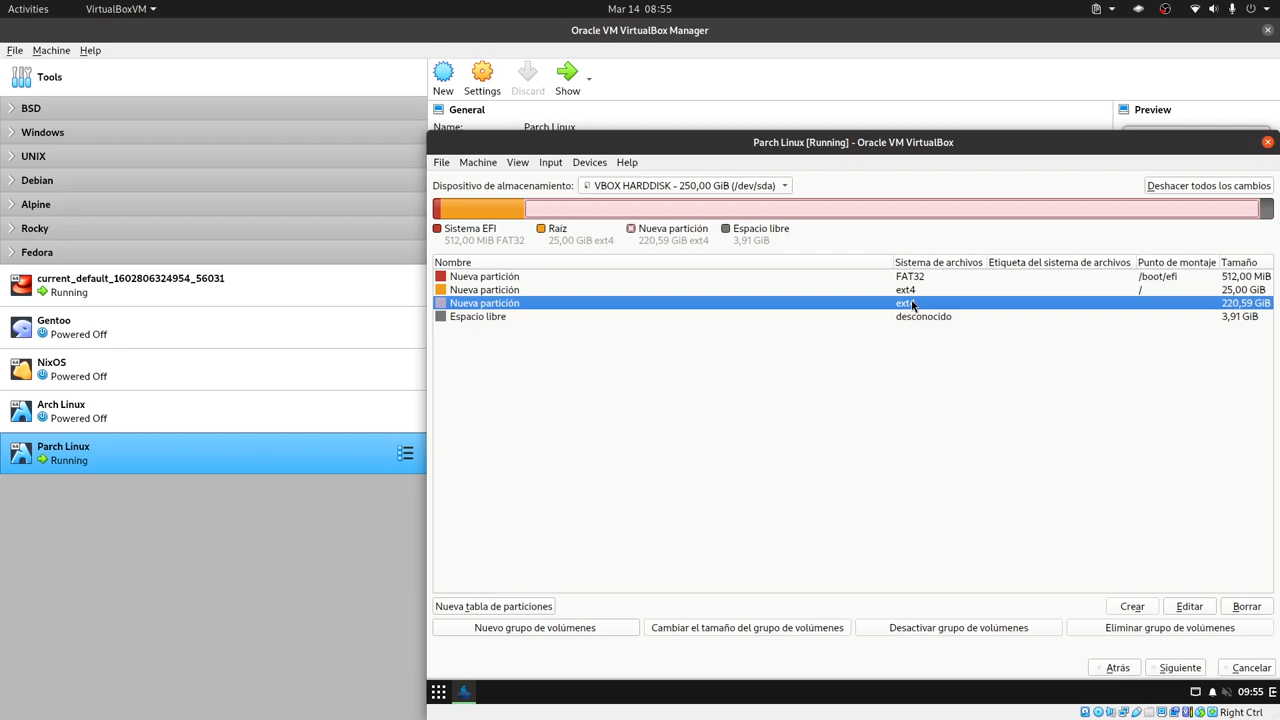 Activities
VirtualBoxVM
Mar 14 08:55
Oracle VM VirtualBox Manager
File Machine Help
Tools
BSD
Windows
UNIX
Debian
Alpine
Rocky
Fedora
current_default_1602806324954_56031
Running
Gentoo
Powered Off
NixOS
Powered Off
Arch Linux
Powered Off
Parch Linux
Running
New Settings Discard Show
General
Name: Parch Linux
Preview
Parch Linux [Running] - Oracle VM VirtualBox
File Machine View Input Devices Help
Dispositivo de almacenamiento: VBOX HARDDISK - 250,00 GiB (/dev/sda) Deshacer todos los cambios
Sistema EFI Raíz Nueva partición Espacio libre
512,00 MiB FAT32 25,00 GiB ext4 220,59 GiB ext4 3,91 GiB
Nombre Sistema de archivos Etiqueta del sistema de archivos Punto de montaje Tamaño
Nueva partición FAT32 /boot/efi 512,00 MiB
Nueva partición ext4 / 25,00 GiB
Nueva partición ext4 220,59 GiB
Espacio libre desconocido 3,91 GiB
Nueva tabla de particiones Crear Editar Borrar
Nuevo grupo de volúmenes Cambiar el tamaño del grupo de volúmenes Desactivar grupo de volúmenes Eliminar grupo de volúmenes
Atrás Siguiente Cancelar
09:55
Right Ctrl